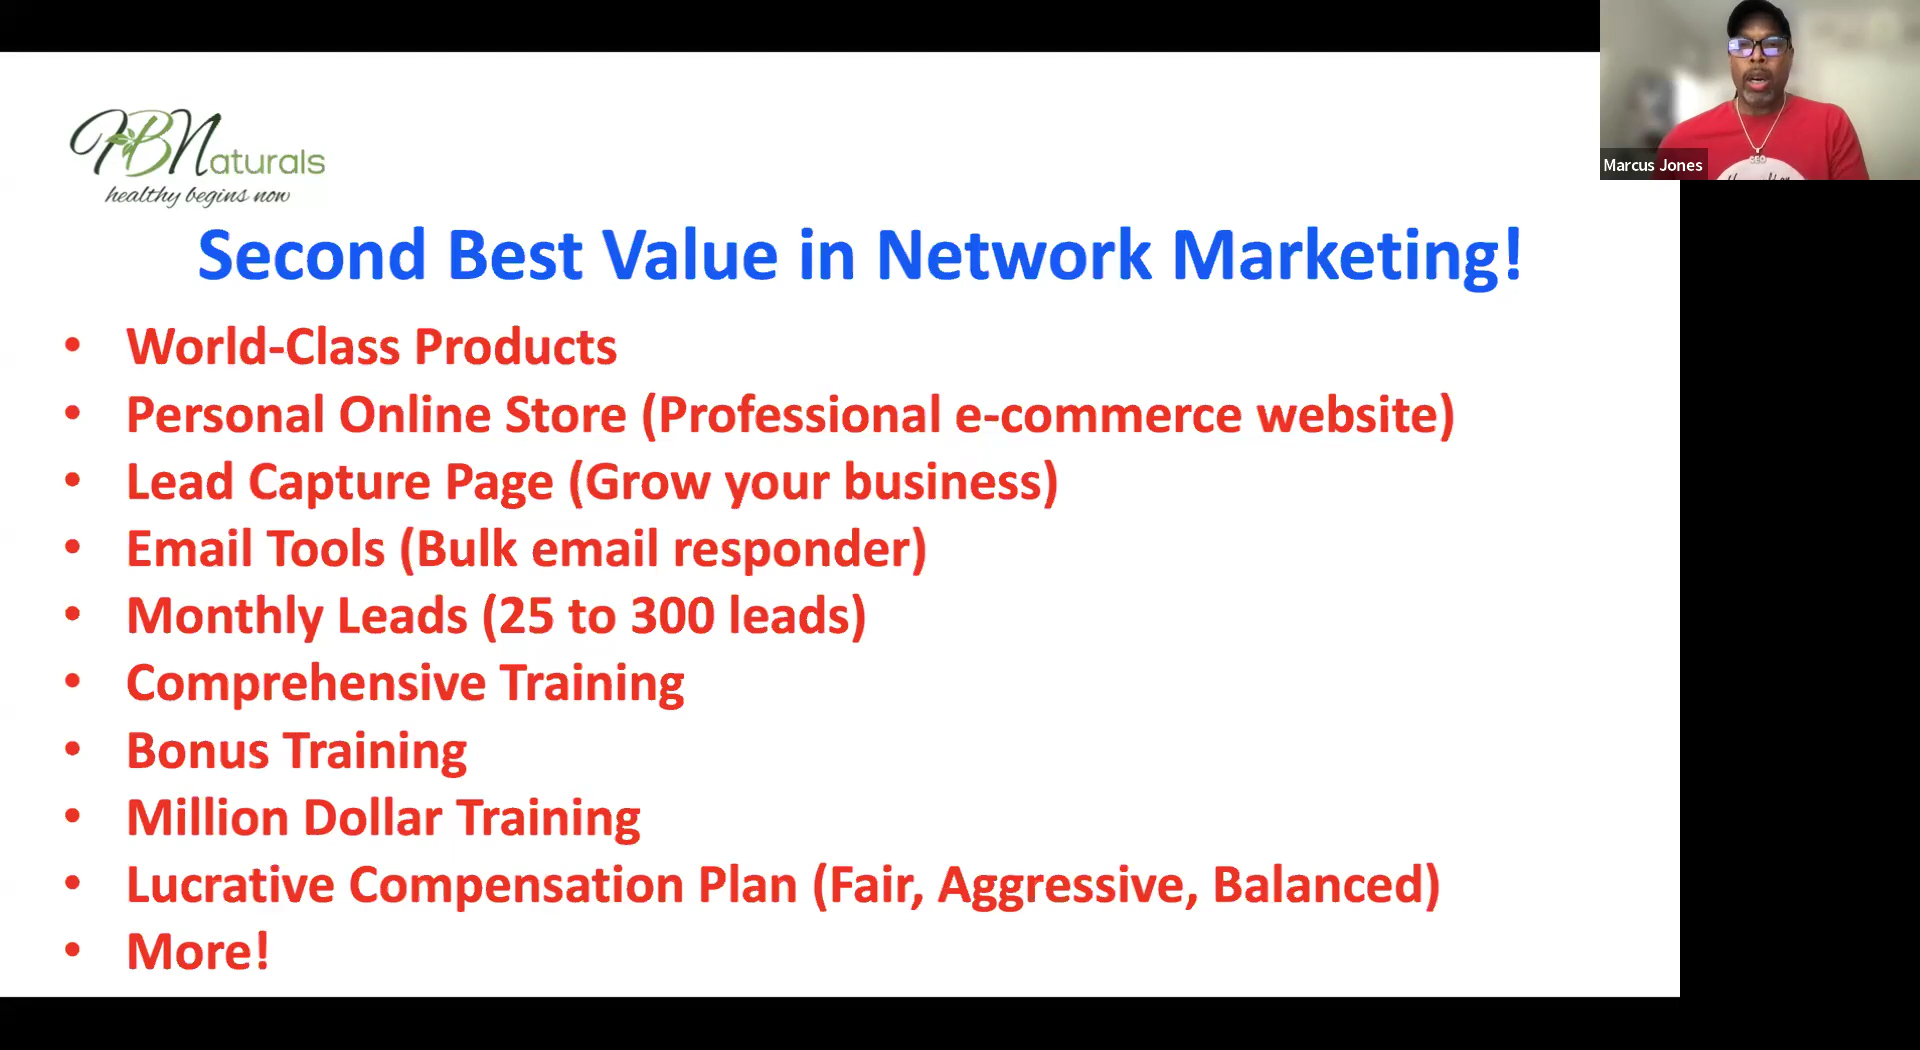 HBNaturals
healthy begins now
Second Best Value in Network Marketing!
• World-Class Products
• Personal Online Store (Professional e-commerce website)
• Lead Capture Page (Grow your business)
• Email Tools (Bulk email responder)
• Monthly Leads (25 to 300 leads)
• Comprehensive Training
• Bonus Training
• Million Dollar Training
• Lucrative Compensation Plan (Fair, Aggressive, Balanced)
• More!
CEO
Marcus Jones